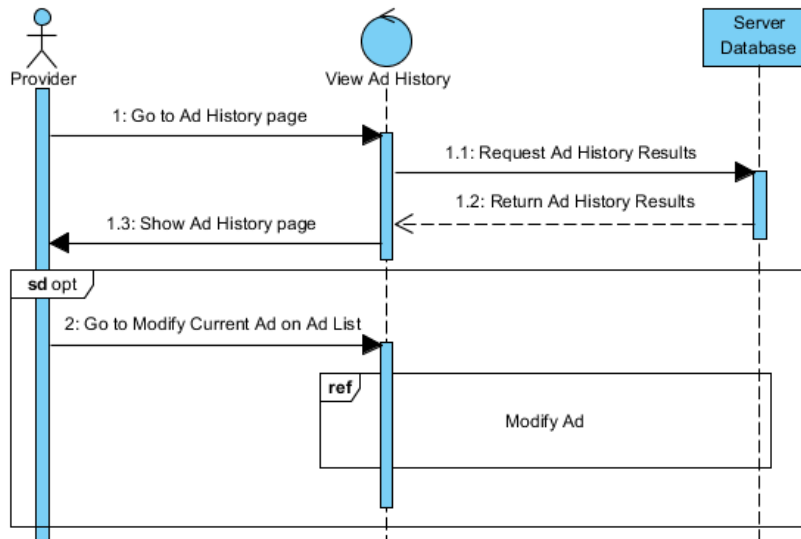 Server
Database
Provider
View Ad History
1: Go to Ad History page
1.1: Request Ad History Results
1.2: Return Ad History Results
1.3: Show Ad History page
sd opt
2: Go to Modify Current Ad on Ad List
ref
Modify Ad